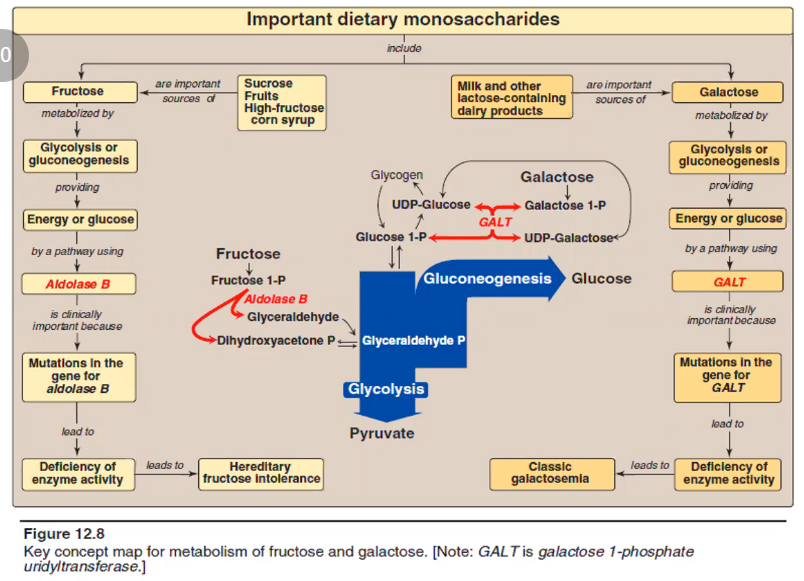 Important dietary monosaccharides
include
0
Fructose
are important
sources of
Sucrose
Fruits
High-fructose
corn syrup
Milk and other
lactose-containing
dairy products
are important
sources of
Galactose
metabolized by
metabolized by
Glycolysis or
gluconeogenesis
Glycolysis or
gluconeogenesis
providing
providing
Energy or glucose
Energy or glucose
by a pathway using
by a pathway using
Aldolase B
GALT
is clinically
important because
is clinically
important because
Mutations in the
gene for
aldolase B
Mutations in the
gene for
GALT
lead to
lead to
Deficiency of
enzyme activity
leads to
Hereditary
fructose intolerance
Classic
galactosemia
leads to
Deficiency of
enzyme activity
Glycogen
Galactose
UDP-Glucose
Galactose 1-P
GALT
Glucose 1-P
UDP-Galactose
Fructose
Fructose 1-P
Aldolase B
Glyceraldehyde
Dihydroxyacetone P
Glyceraldehyde P
Gluconeogenesis
Glucose
Glycolysis
Pyruvate
Figure 12.8
Key concept map for metabolism of fructose and galactose. [Note: GALT is galactose 1-phosphate
uridyltransferase.]